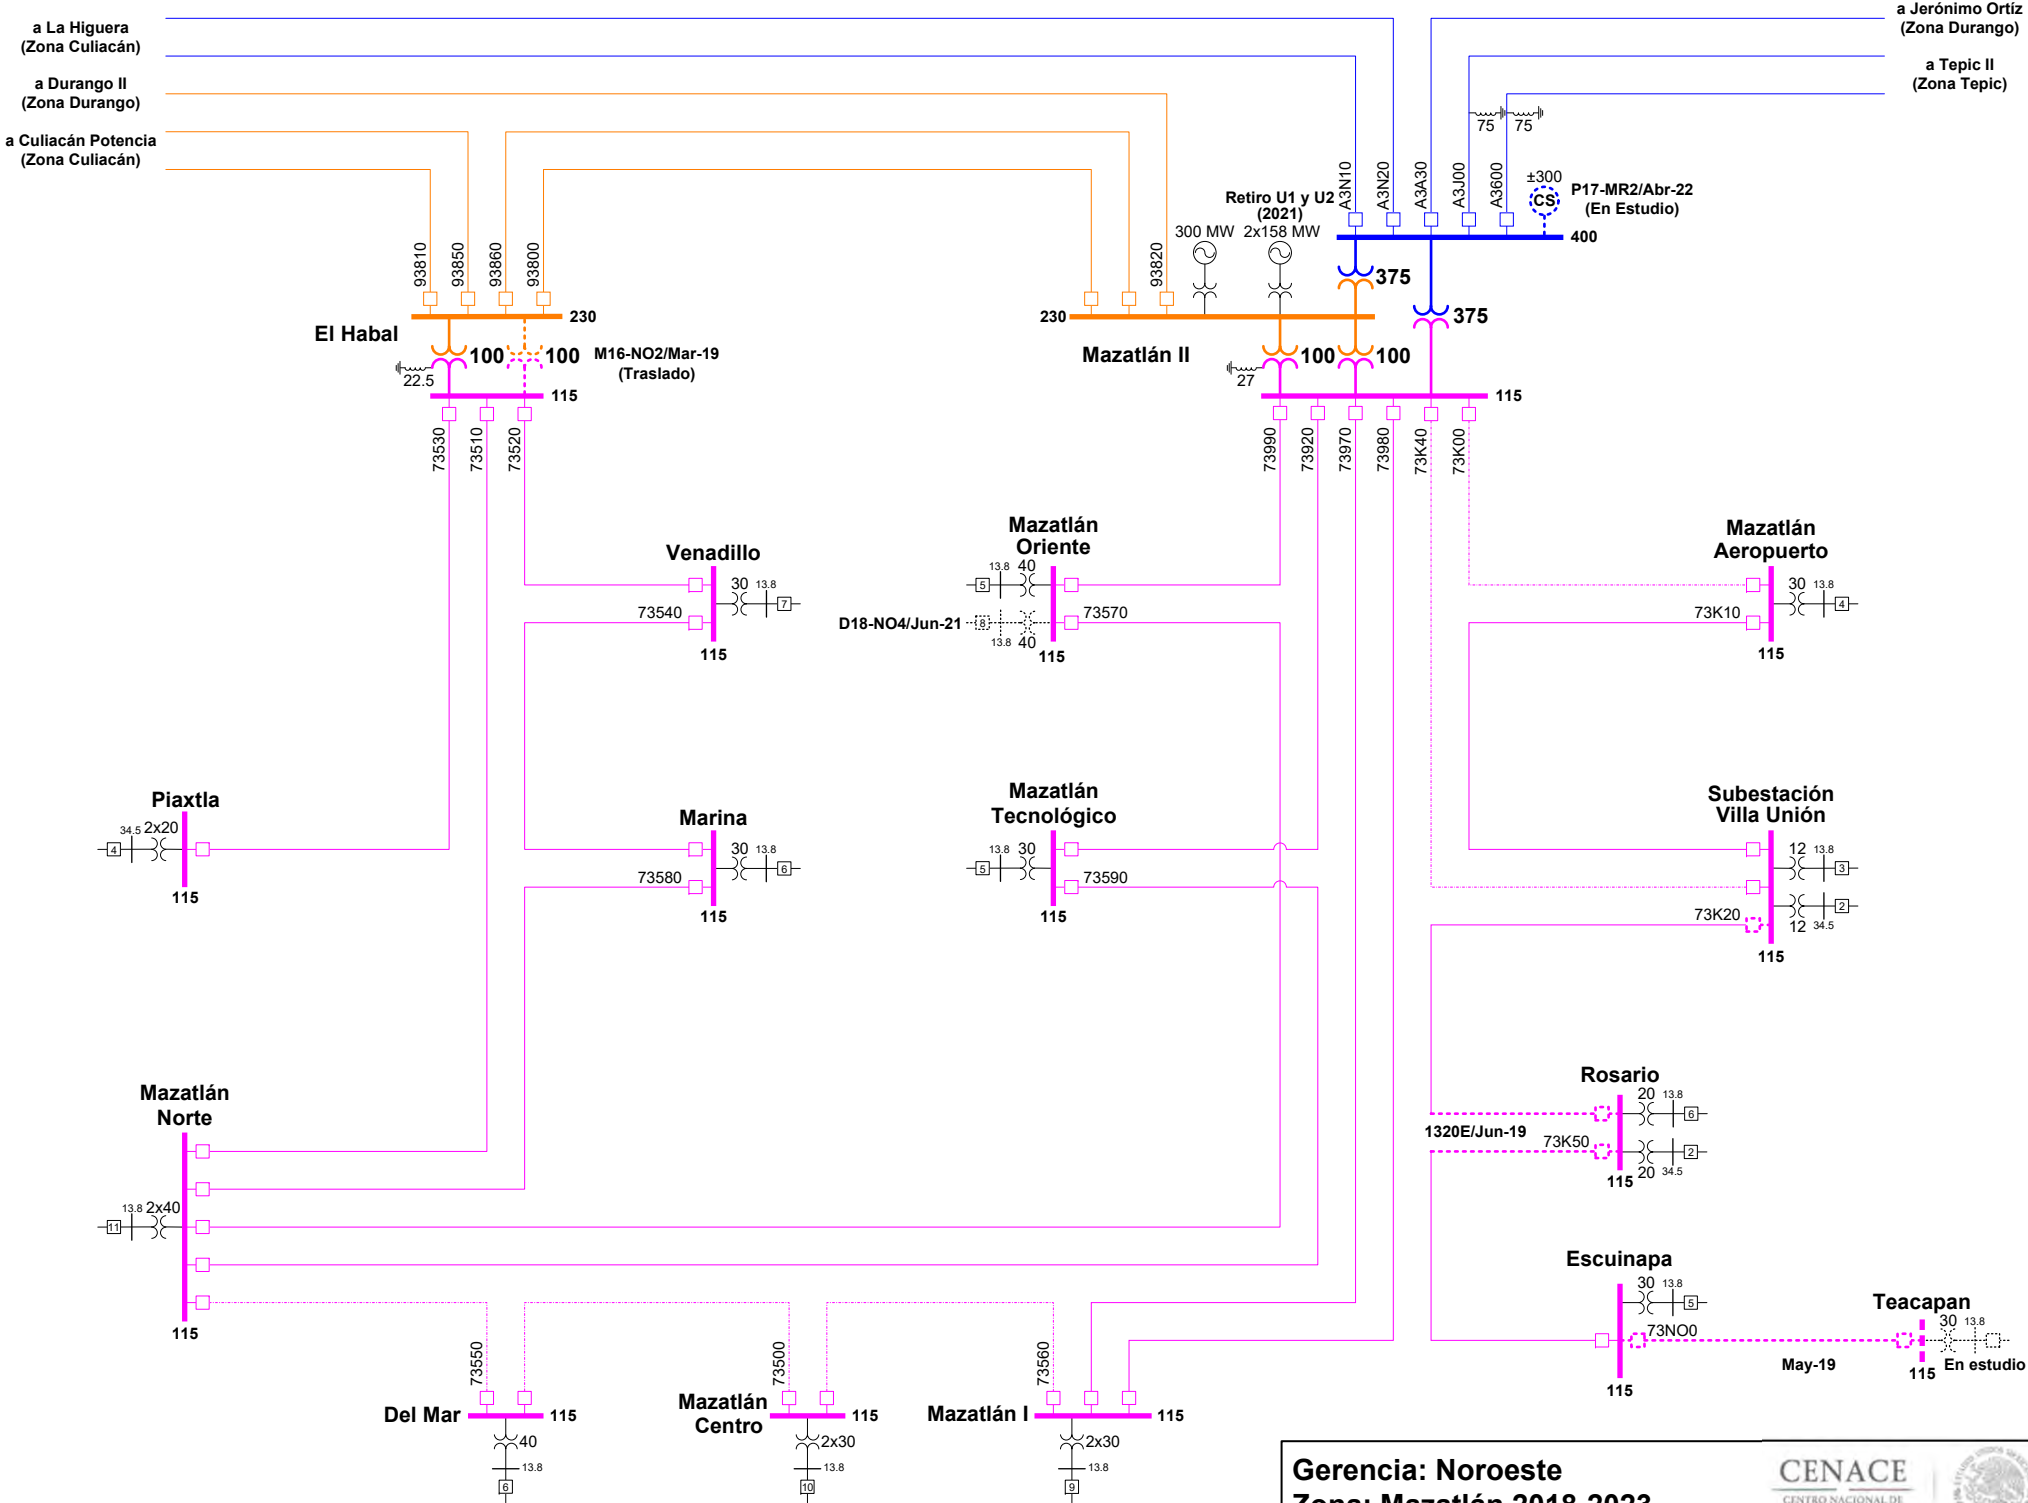 a La Higuera
(Zona Culiacán)
a Durango II
(Zona Durango)
a Culiacán Potencia
(Zona Culiacán)
a Jerónimo Ortíz
(Zona Durango)
a Tepic II
(Zona Tepic)
75
75
A3N10
A3N20
A3A30
A3J00
A3600
±300
CS
P17-MR2/Abr-22
(En Estudio)
400
Retiro U1 y U2
(2021)
300 MW
2x158 MW
93810
93850
93860
93800
93820
375
375
230
El Habal
100
100
M16-NO2/Mar-19
(Traslado)
22.5
115
230
Mazatlán II
100
100
27
115
73530
73510
73520
73990
73920
73970
73980
73K40
73K00
Venadillo
30
13.8
7
73540
115
Mazatlán
Oriente
13.8
40
5
D18-NO4/Jun-21
8
13.8
40
73570
115
Mazatlán
Aeropuerto
30
13.8
4
73K10
115
Piaxtla
34.5
2x20
4
115
Marina
30
13.8
6
73580
115
Mazatlán
Tecnológico
13.8
30
5
73590
115
Subestación
Villa Unión
12
13.8
3
2
73K20
12
34.5
115
Mazatlán
Norte
13.8
2x40
11
115
Rosario
20
13.8
6
1320E/Jun-19
73K50
2
20
34.5
115
Escuinapa
30
13.8
5
73NO0
115
Teacapan
30
13.8
May-19
115
En estudio
73550
73500
73560
Del Mar
115
40
13.8
6
Mazatlán
Centro
115
2x30
13.8
10
Mazatlán I
115
2x30
13.8
9
Gerencia: Noroeste
Zona: Mazatlán 2018-2023
CENACE
CENTRO NACIONAL DE